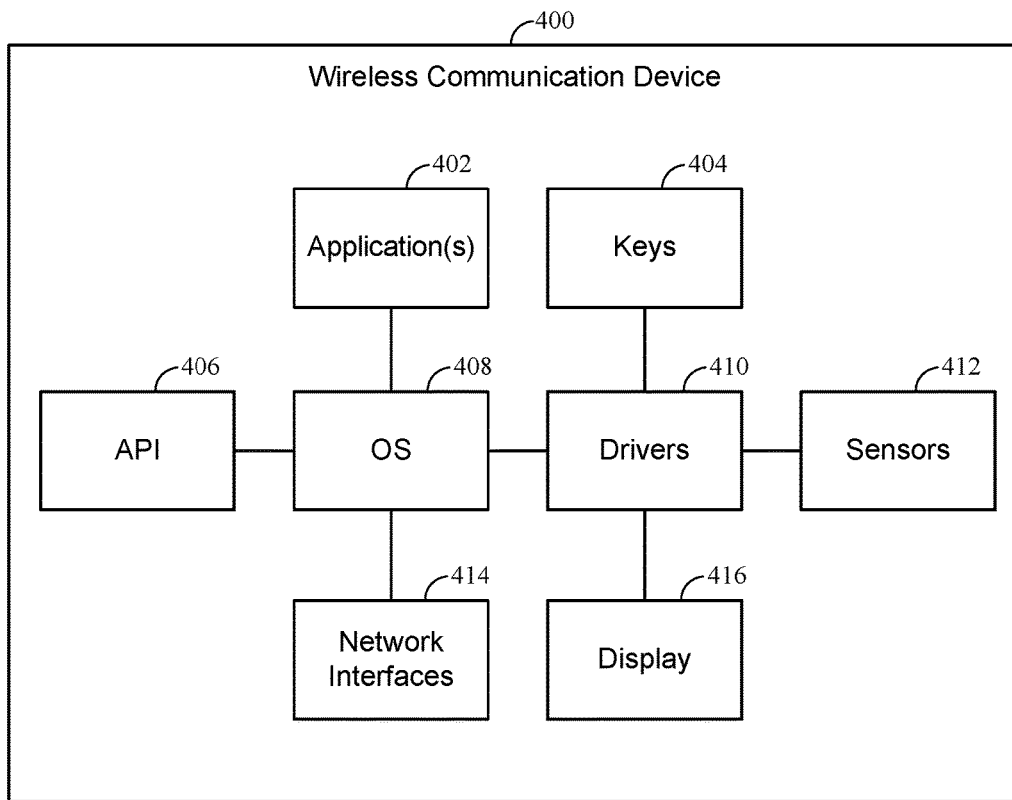 400
Wireless Communication Device
402
404
Application(s)
Keys
406
408
410
412
API
OS
Drivers
Sensors
414
416
Network
Interfaces
Display